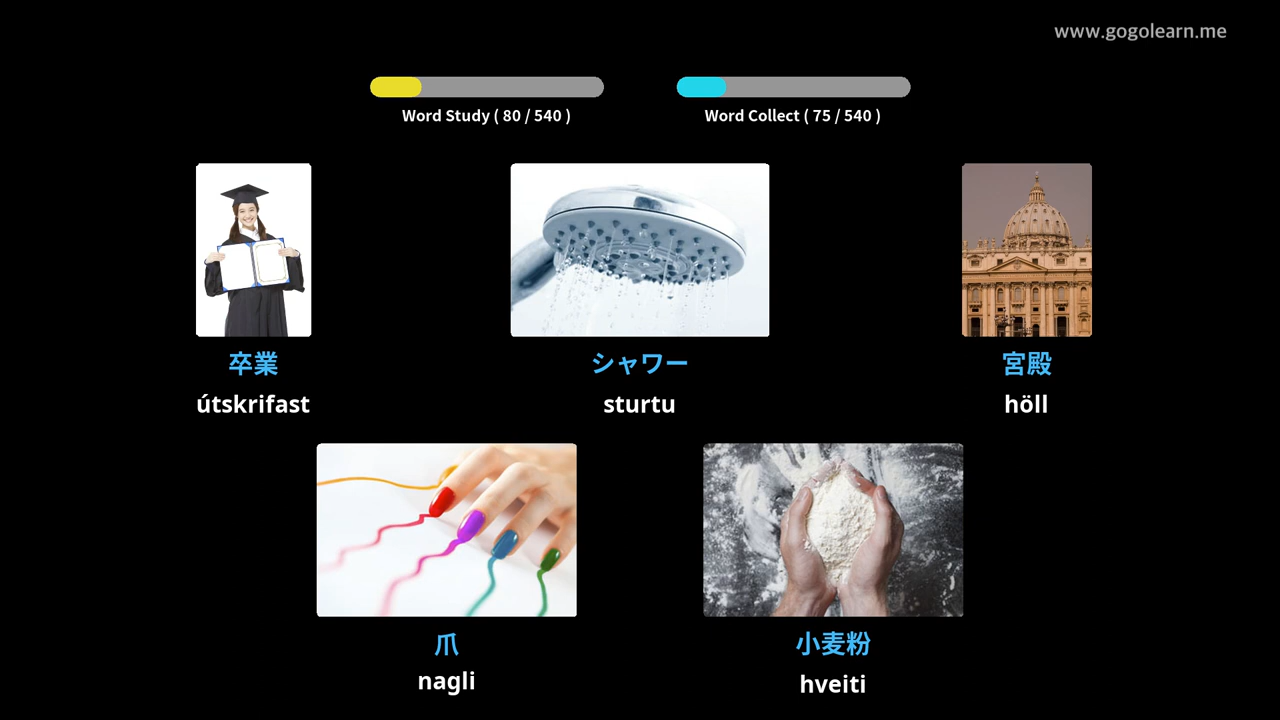 www.gogolearn.me
Word Study ( 80 / 540 )
Word Collect ( 75 / 540 )
卒業
útskrifast
シャワー
sturtu
宮殿
höll
爪
nagli
小麦粉
hveiti